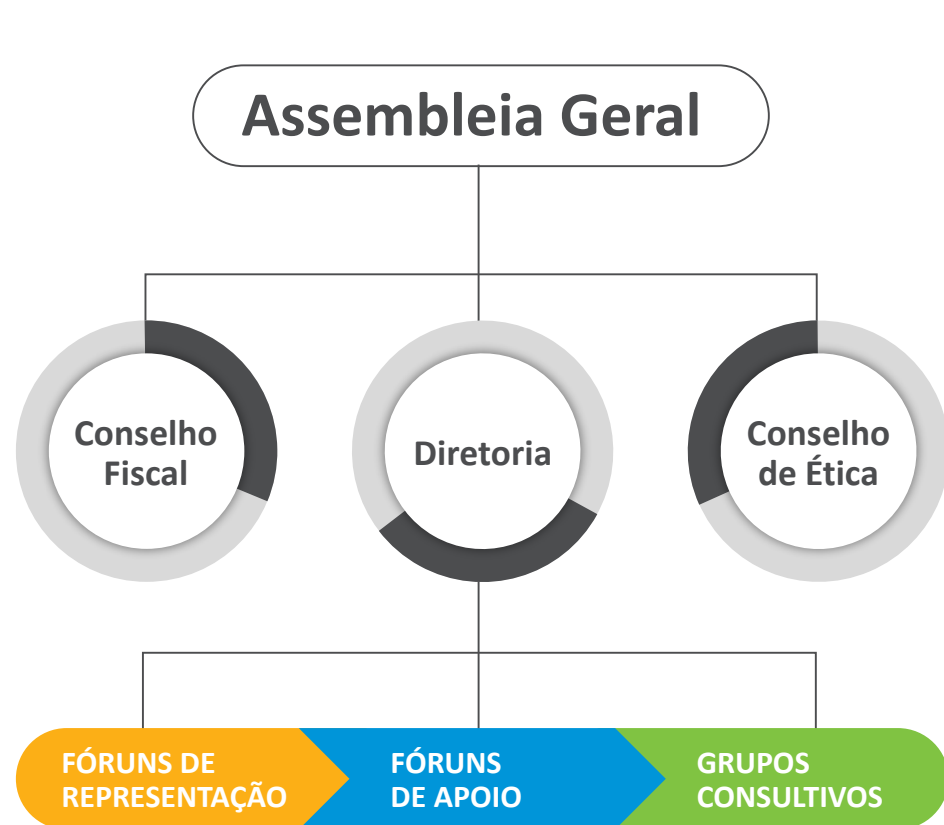 Assembleia Geral
Conselho
Fiscal
Diretoria
Conselho
de Ética
FÓRUNS DE
REPRESENTAÇÃO
FÓRUNS
DE APOIO
GRUPOS
CONSULTIVOS